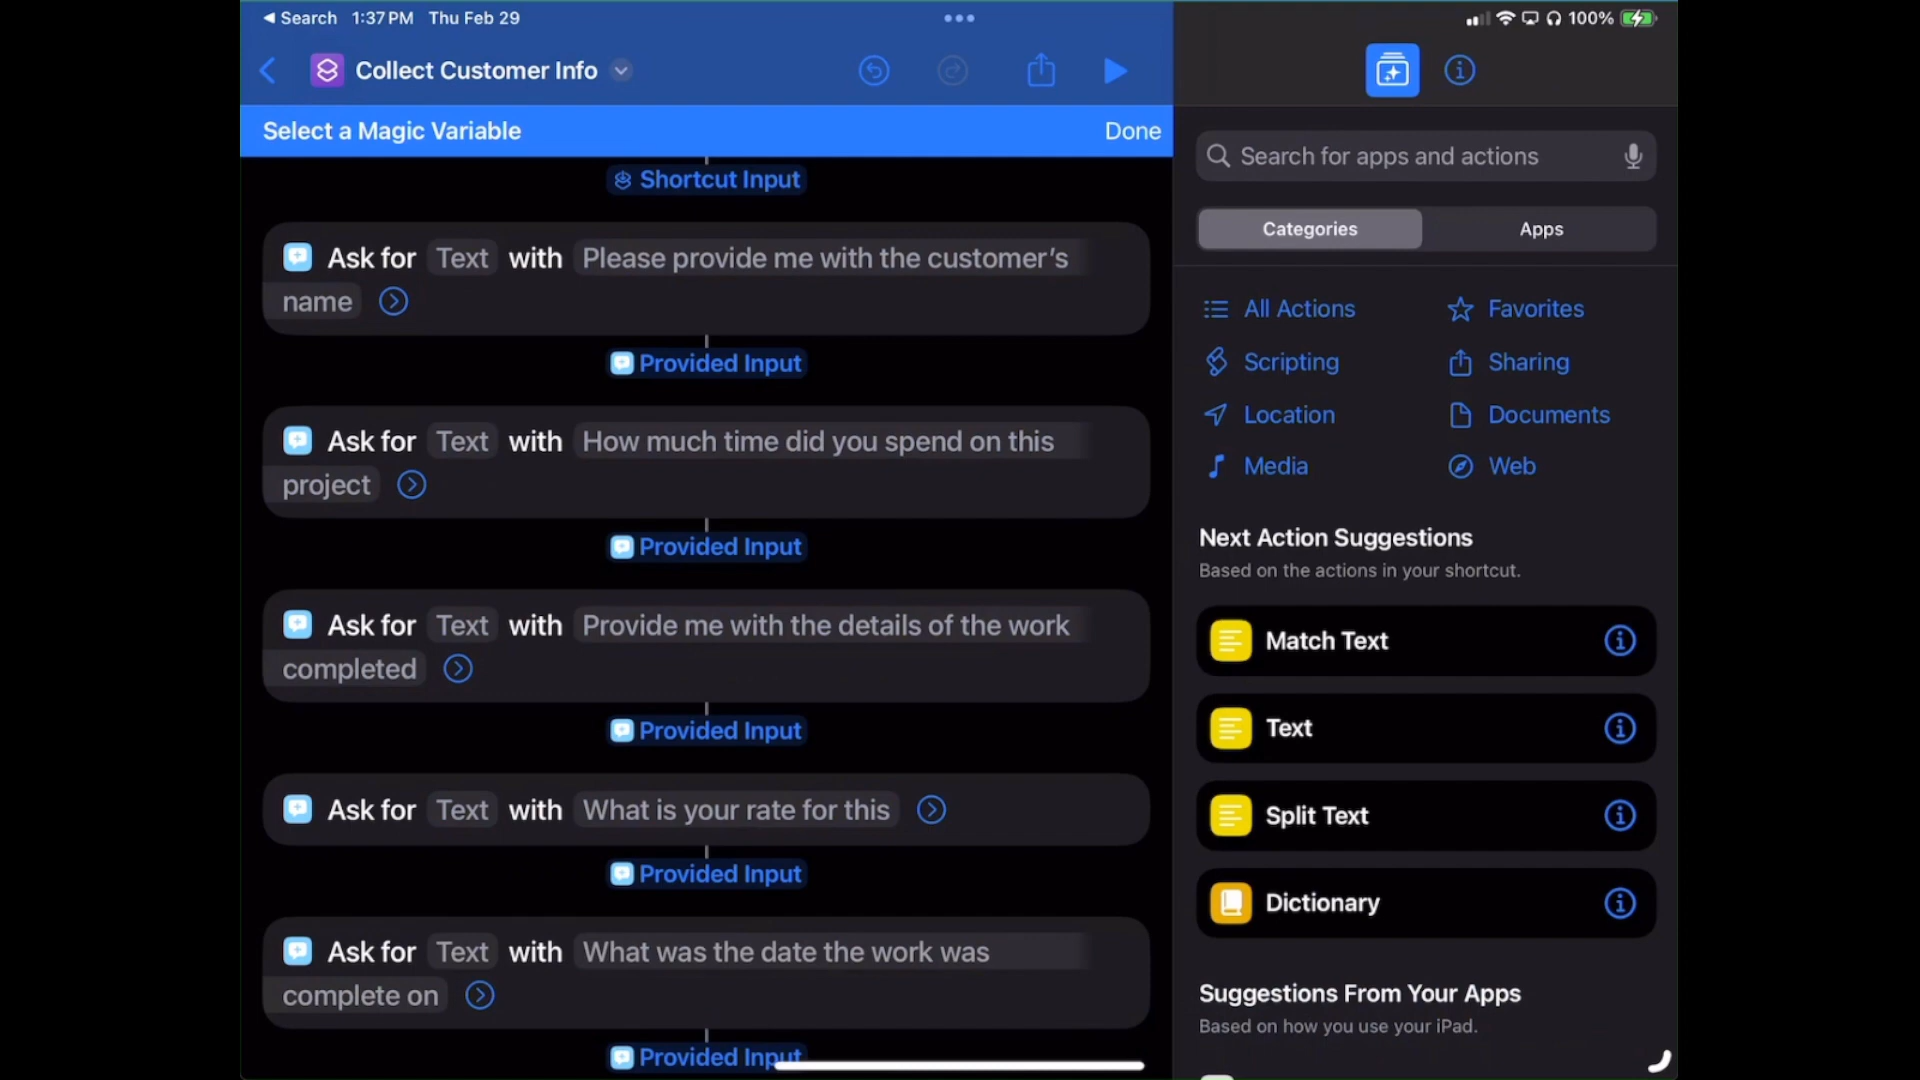 Search 1:37 PM Thu Feb 29
100%
Collect Customer Info
Select a Magic Variable
Done
Shortcut Input
Ask for Text with Please provide me with the customer's
name
Provided Input
Ask for Text with How much time did you spend on this
project
Provided Input
Ask for Text with Provide me with the details of the work
completed
Provided Input
Ask for Text with What is your rate for this
Provided Input
Ask for Text with What was the date the work was
complete on
Provided Input
Search for apps and actions
Categories
Apps
All Actions
Favorites
Scripting
Sharing
Location
Documents
Media
Web
Next Action Suggestions
Based on the actions in your shortcut.
Match Text
Text
Split Text
Dictionary
Suggestions From Your Apps
Based on how you use your iPad.